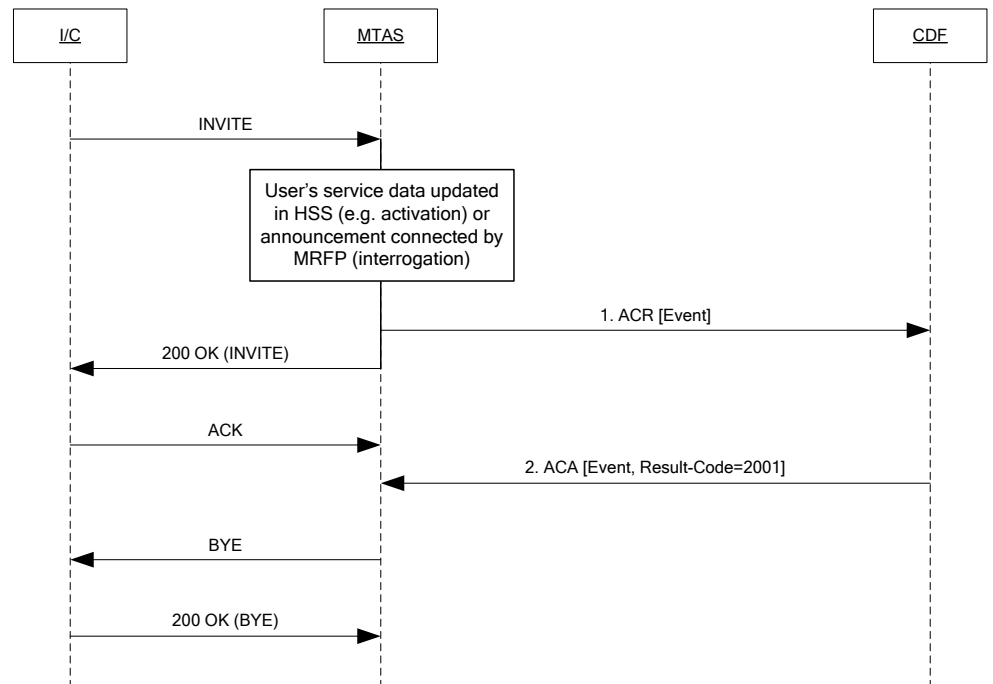 I/C
MTAS
CDF
INVITE
User's service data updated
in HSS (e.g. activation) or
announcement connected by
MRFP (interrogation)
1. ACR [Event]
200 OK (INVITE)
ACK
2. ACA [Event, Result-Code=2001]
BYE
200 OK (BYE)